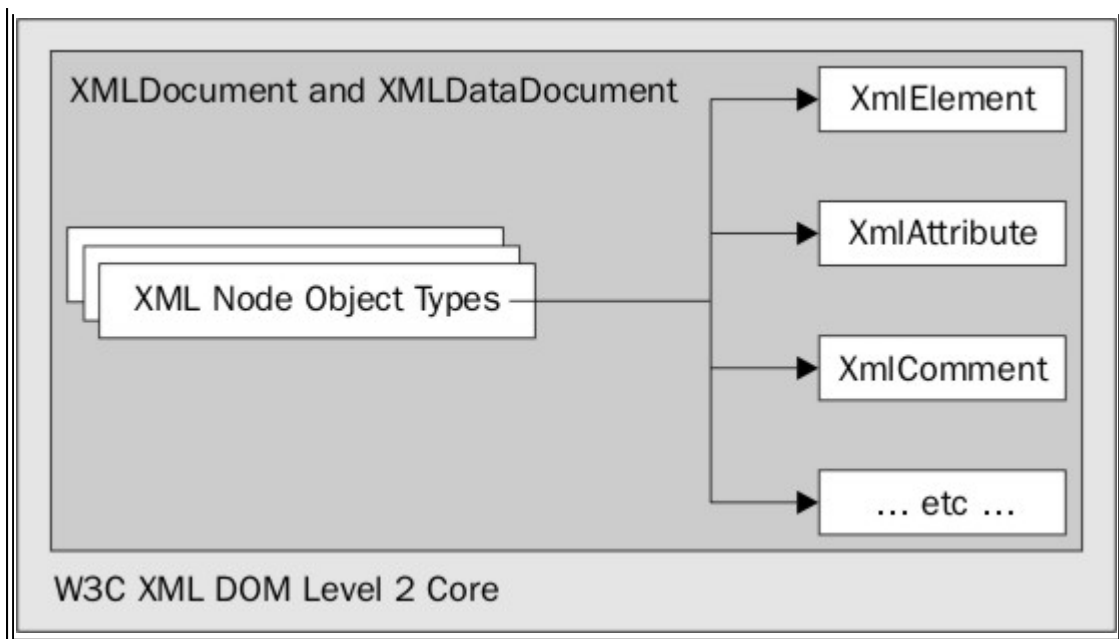 XMLDocument and XMLDataDocument
XmlElement
XmlAttribute
XML Node Object Types
XmlComment
... etc ...
W3C XML DOM Level 2 Core